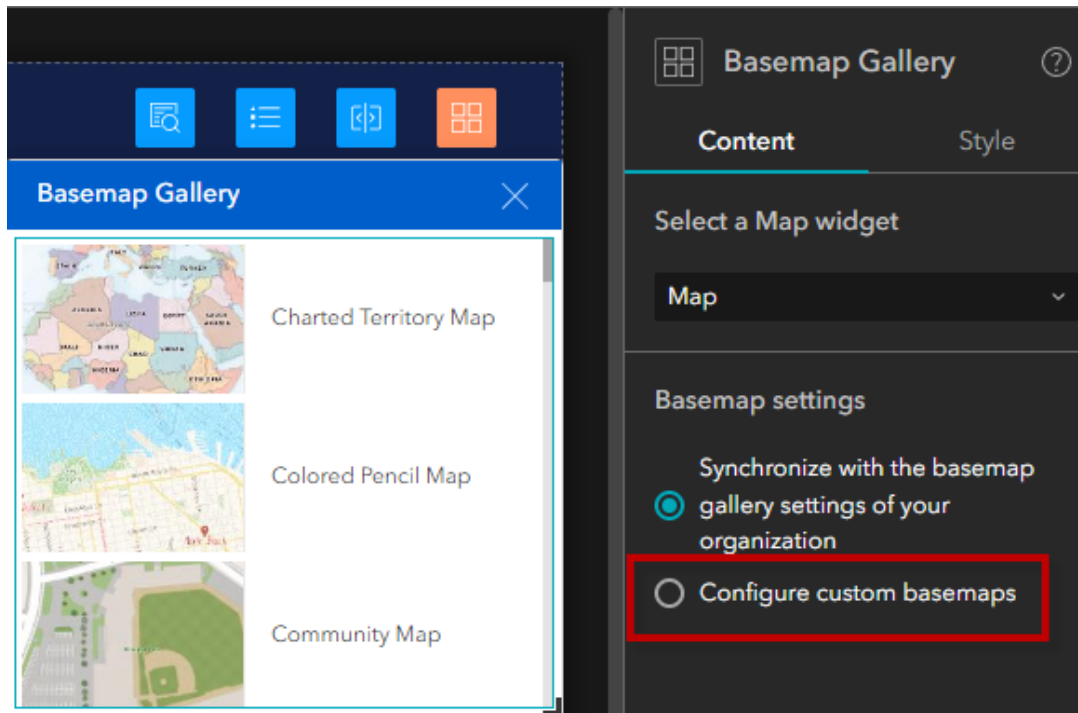 Basemap Gallery
Charted Territory Map
Colored Pencil Map
Community Map
Basemap Gallery
?
Content Style
Select a Map widget
Map
Basemap settings
Synchronize with the basemap
gallery settings of your
organization
Configure custom basemaps